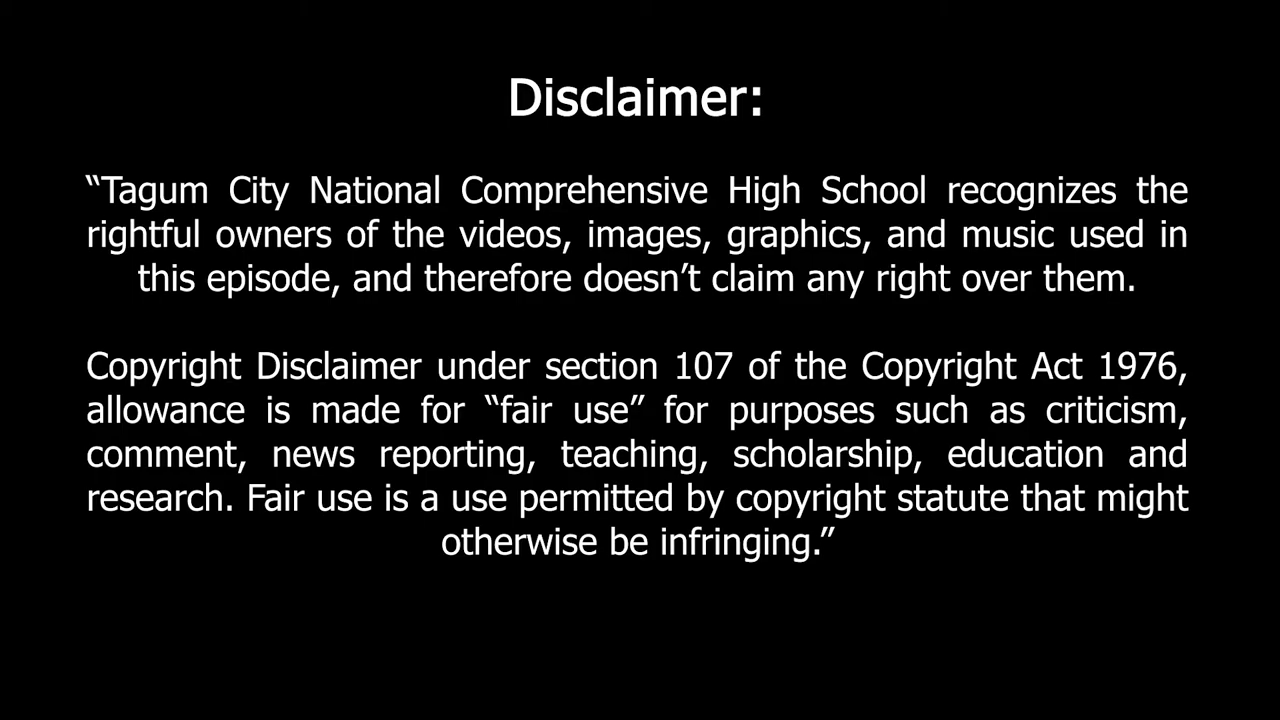 Disclaimer:
“Tagum City National Comprehensive High School recognizes the
rightful owners of the videos, images, graphics, and music used in
this episode, and therefore doesn’t claim any right over them.
Copyright Disclaimer under section 107 of the Copyright Act 1976,
allowance is made for “fair use” for purposes such as criticism,
comment, news reporting, teaching, scholarship, education and
research. Fair use is a use permitted by copyright statute that might
otherwise be infringing.”